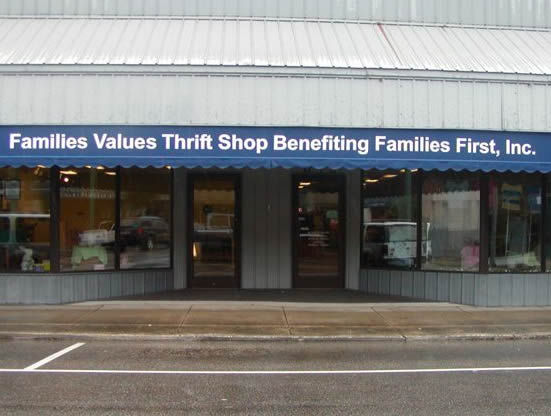 Families Values Thrift Shop Benefiting Families First, Inc.